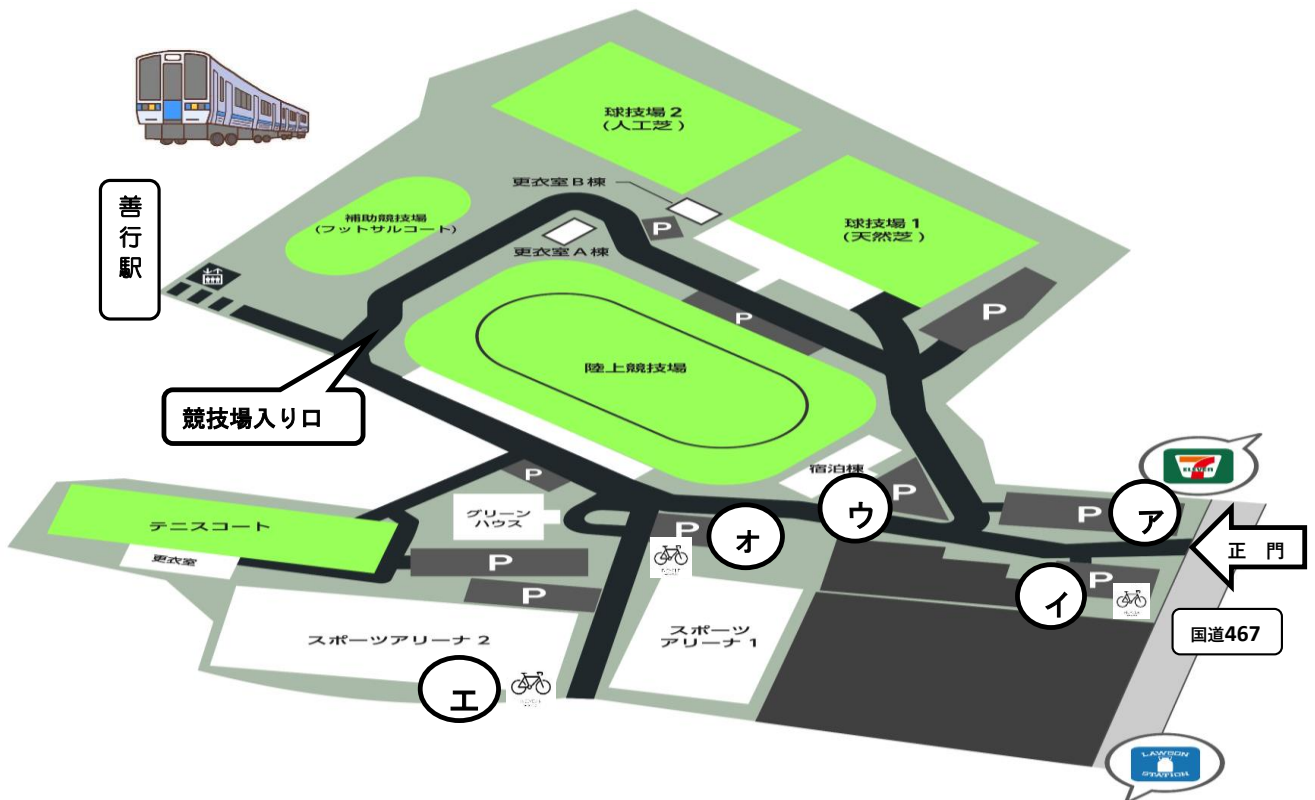 球技場2
(人工芝)
更衣室B棟
球技場1
(天然芝)
善行駅
補助競技場
(フットサルコート)
P
更衣室A棟
P
P
陸上競技場
競技場入り口
宿泊棟
P
P
P
ア
ウ
グリーン
ハウス
テニスコート
P
オ
正 門
更衣室
P
P
イ
P
国道467
スポーツ
アリーナ1
スポーツアリーナ2
エ
7
ELEVEN
LAWSON
STATION